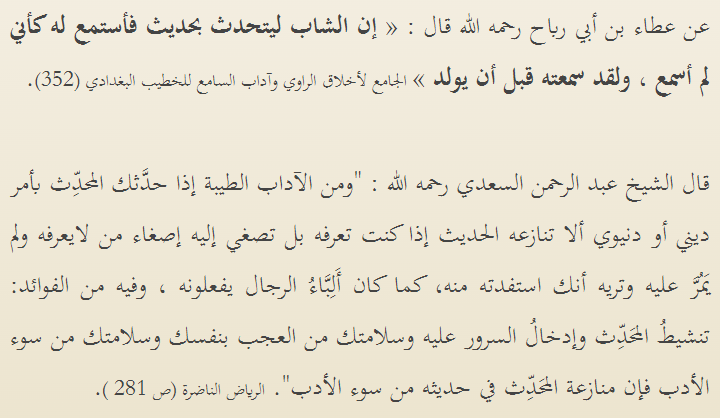 عن عطاء بن أبي رباح رحمه الله قال : « إن الشاب ليتحدث بحديث فأستمع له كأني
لم أسمع ، ولقد سمعته قبل أن يولد » الجامع لأخلاق الراوي وآداب السامع للخطيب البغدادي (352).
قال الشيخ عبد الرحمن السعدي رحمه الله : "ومن الآداب الطيبة إذا حدَّثك المحَدِّث بأمر
ديني أو دنيوي ألا تنازعه الحديث إذا كنت تعرفه بل تصغي إليه إصغاء من لايعرفه ولم
يَمُرَّ عليه وتريه أنك استفدته منه، كما كان أَلِبَّاءُ الرجال يفعلونه ، وفيه من الفوائد:
تنشيطُ المحَدِّث وإدخالُ السرور عليه وسلامتك من العجب بنفسك وسلامتك من سوء
الأدب فإن منازعة المحَدِّث في حديثه من سوء الأدب". الرياض الناضرة (ص 281 ).